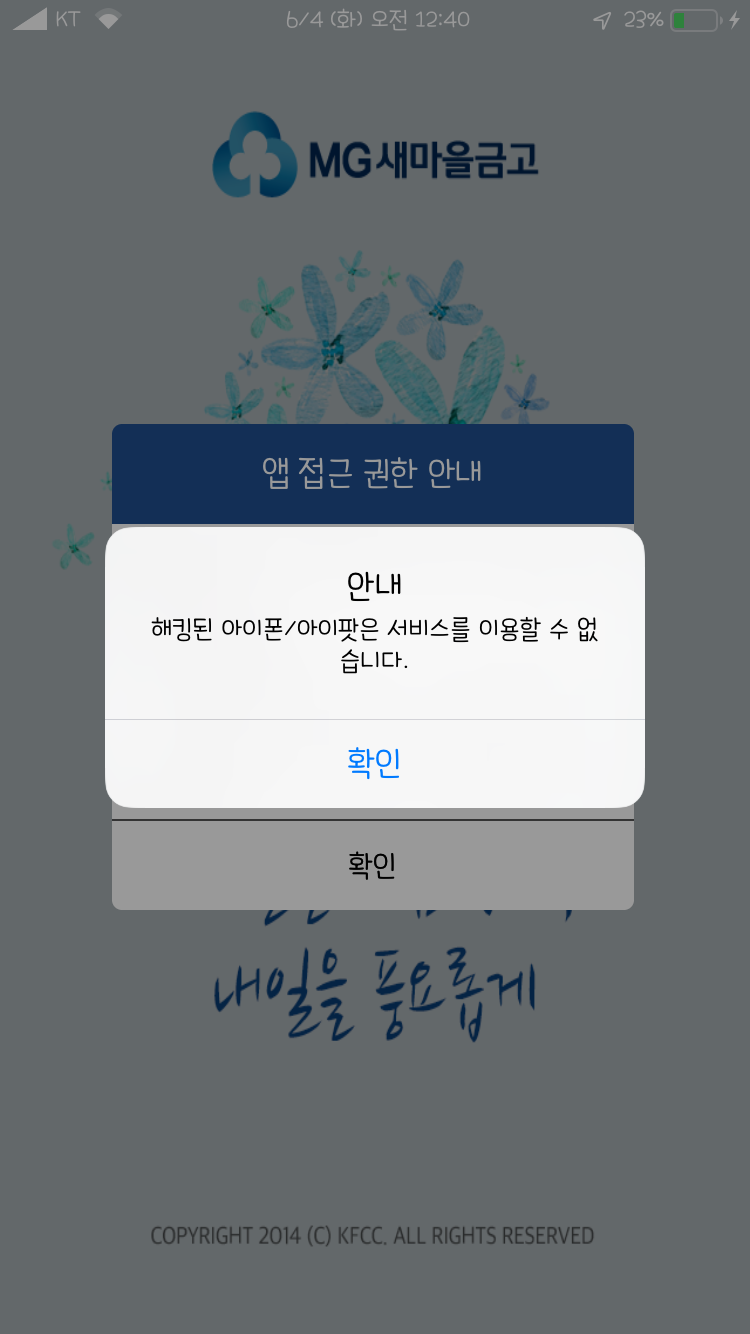 KT 6/4 (화) 오전 12:40 23%
MG새마을금고
앱 접근 권한 안내
안내
해킹된 아이폰/아이팟은 서비스를 이용할 수 없
습니다.
확인
확인
내일을 풍요롭게
COPYRIGHT 2014 (C) KFCC. ALL RIGHTS RESERVED